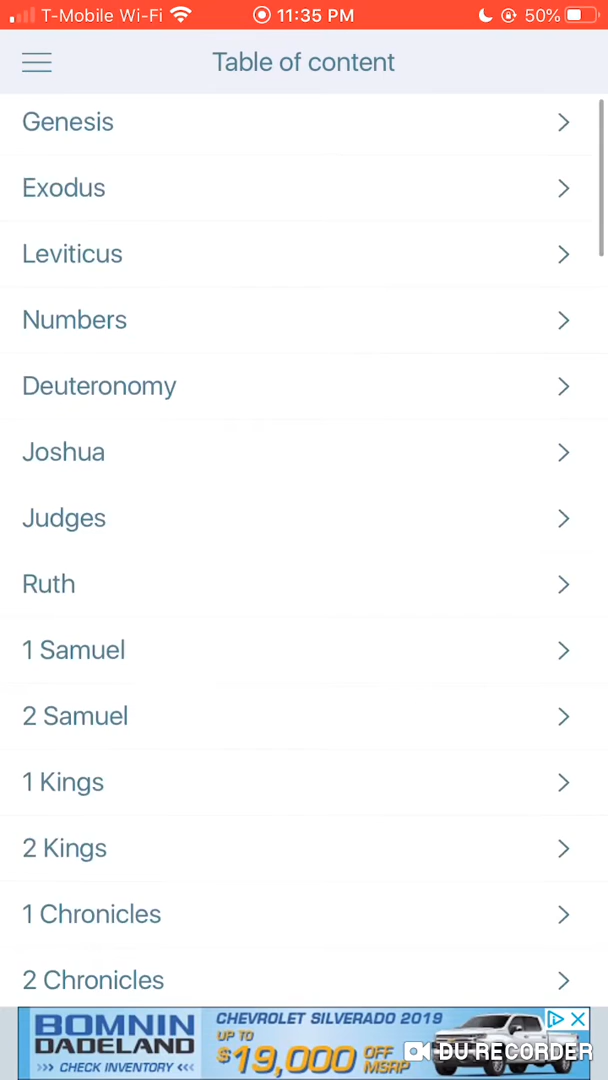 T-Mobile Wi-Fi 11:35 PM 50%
Table of content
Genesis
Exodus
Leviticus
Numbers
Deuteronomy
Joshua
Judges
Ruth
1 Samuel
2 Samuel
1 Kings
2 Kings
1 Chronicles
2 Chronicles
BOMNIN
DADELAND
>>> CHECK INVENTORY <<<
CHEVROLET SILVERADO 2019
UP TO
$19,000 OFF
MSRP
DU RECORDER